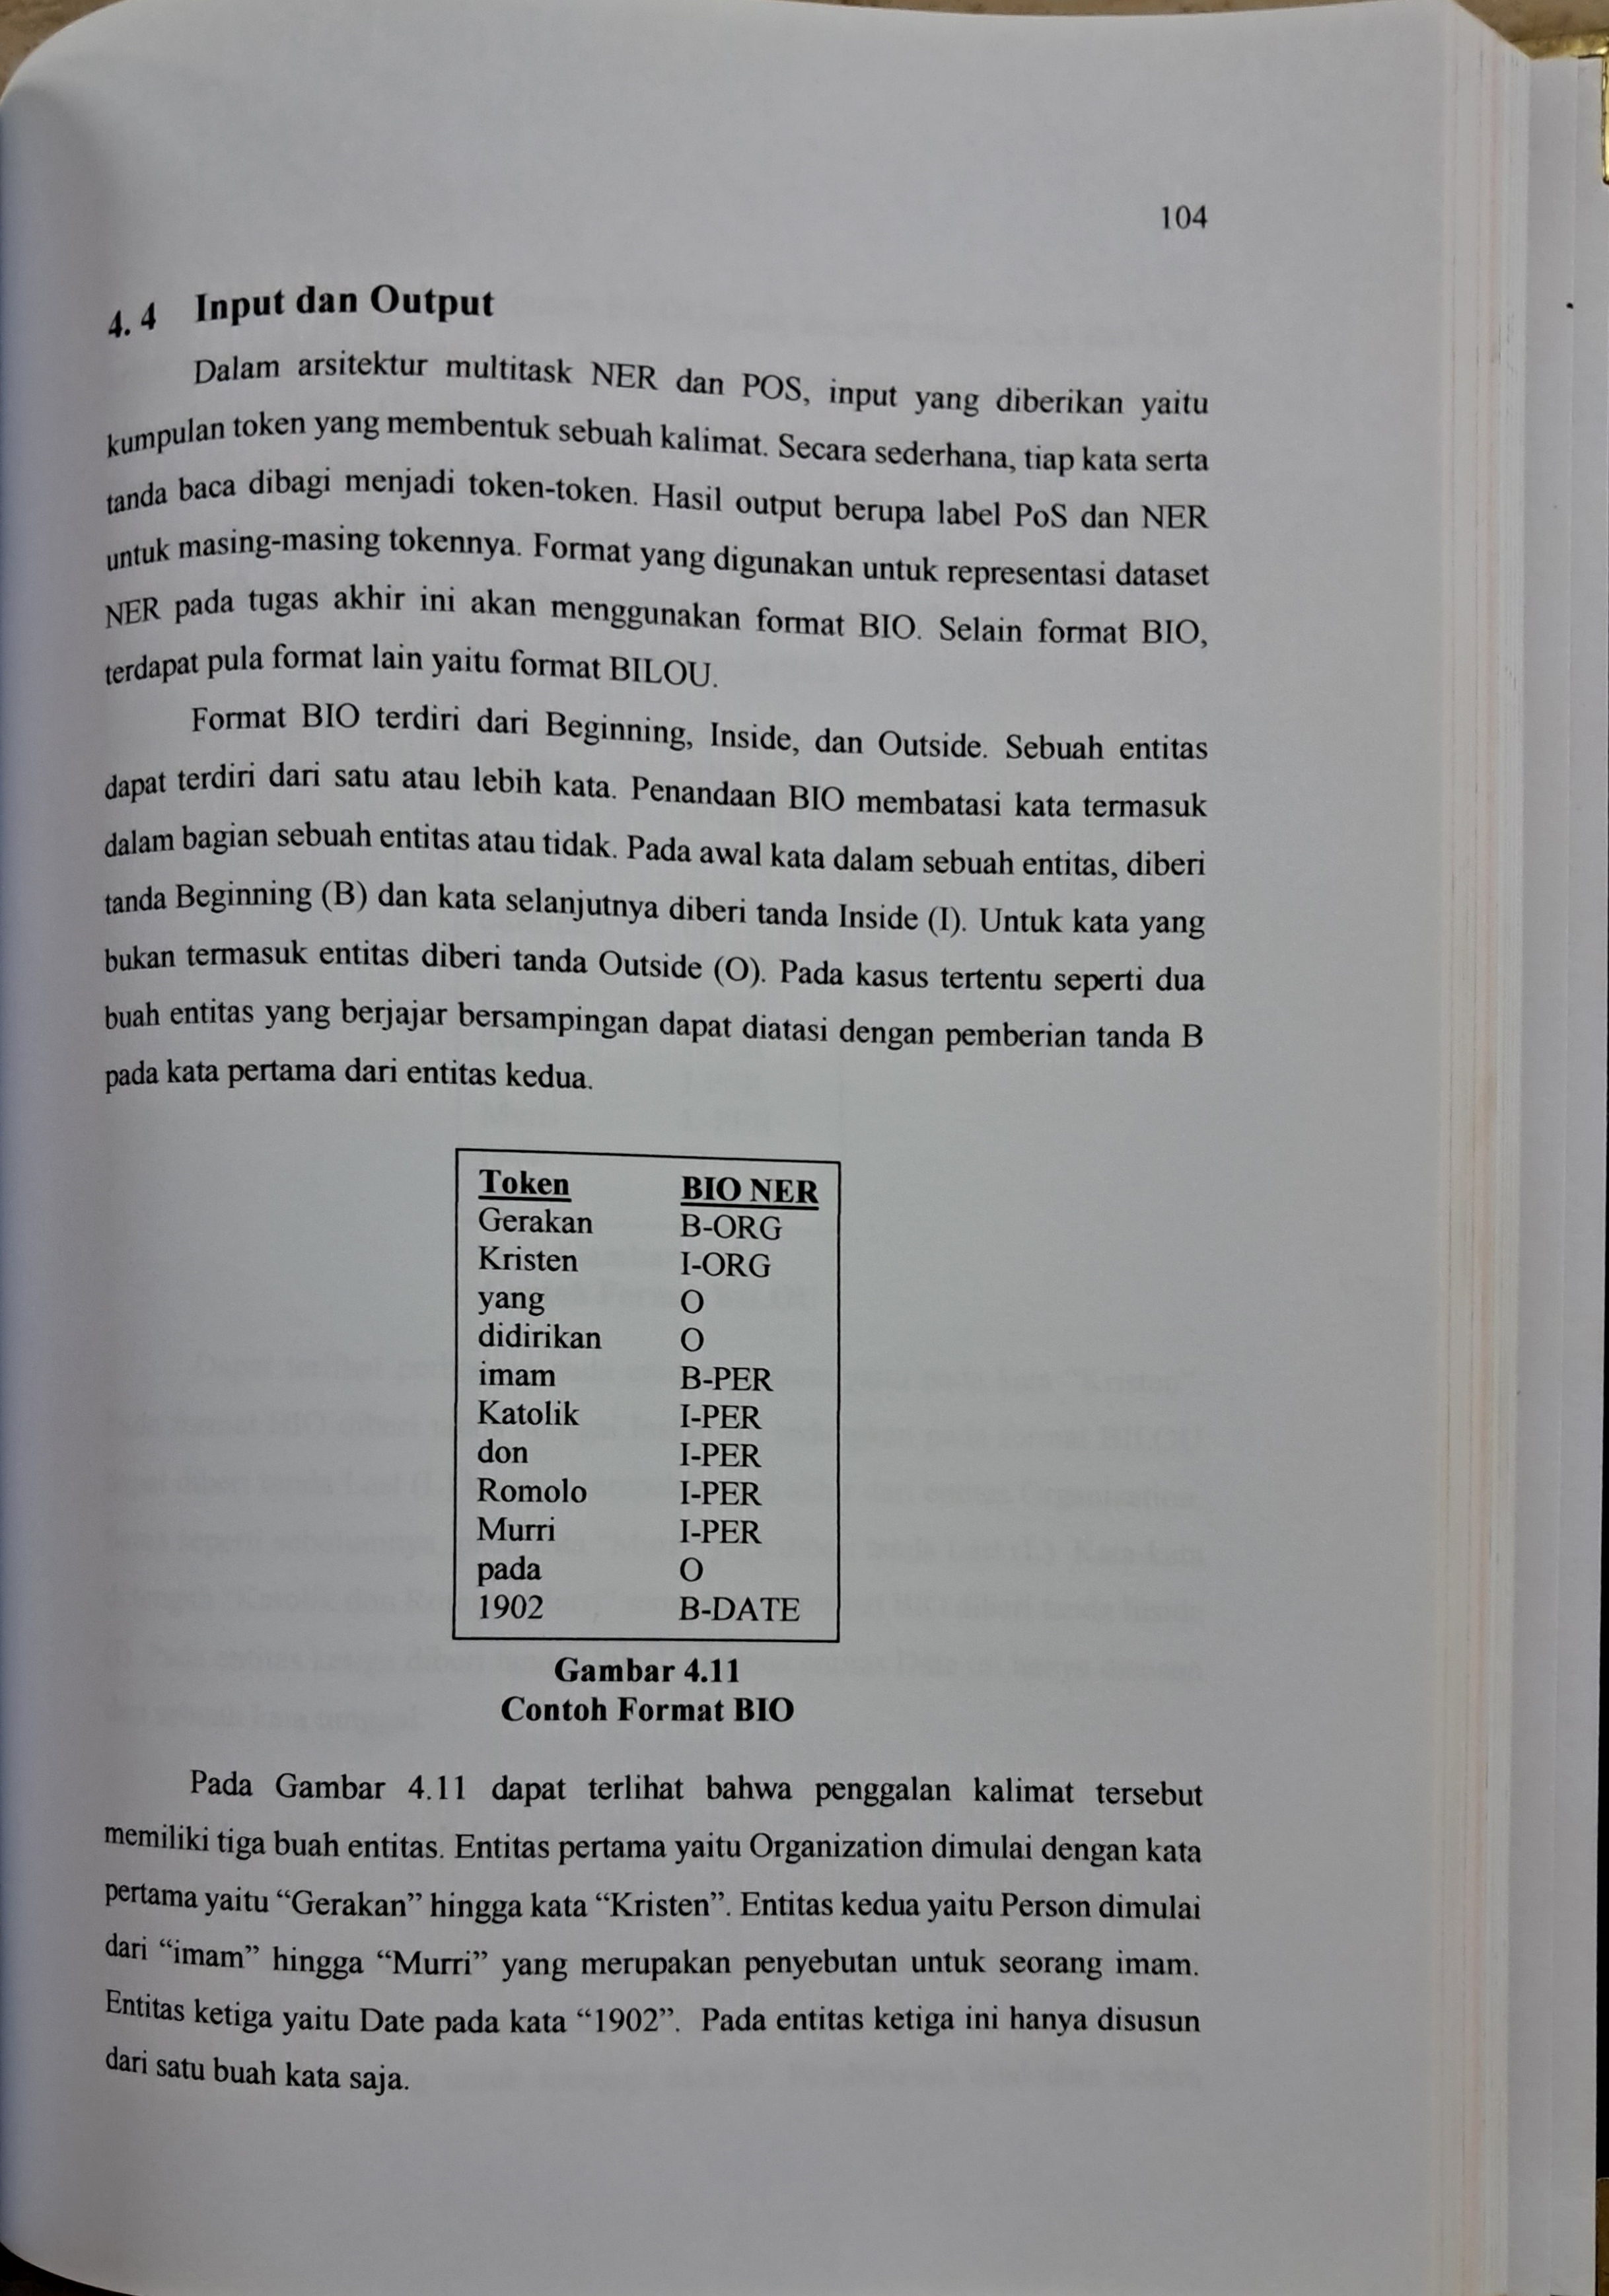 104
4.4 Input dan Output
Dalam arsitektur multitask NER dan POS, input yang diberikan yaitu
kumpulan token yang membentuk sebuah kalimat. Secara sederhana, tiap kata serta
tanda baca dibagi menjadi token-token. Hasil output berupa label PoS dan NER
untuk masing-masing tokennya. Format yang digunakan untuk representasi dataset
NER pada tugas akhir ini akan menggunakan format BIO. Selain format BIO,
terdapat pula format lain yaitu format BILOU.
Format BIO terdiri dari Beginning, Inside, dan Outside. Sebuah entitas
dapat terdiri dari satu atau lebih kata. Penandaan BIO membatasi kata termasuk
dalam bagian sebuah entitas atau tidak. Pada awal kata dalam sebuah entitas, diberi
tanda Beginning (B) dan kata selanjutnya diberi tanda Inside (I). Untuk kata yang
bukan termasuk entitas diberi tanda Outside (O). Pada kasus tertentu seperti dua
buah entitas yang berjajar bersampingan dapat diatasi dengan pemberian tanda B
pada kata pertama dari entitas kedua.
Token BIO NER
Gerakan B-ORG
Kristen I-ORG
yang O
didirikan O
imam B-PER
Katolik I-PER
don I-PER
Romolo I-PER
Murri I-PER
pada O
1902 B-DATE
Gambar 4.11
Contoh Format BIO
Pada Gambar 4.11 dapat terlihat bahwa penggalan kalimat tersebut
memiliki tiga buah entitas. Entitas pertama yaitu Organization dimulai dengan kata
pertama yaitu “Gerakan” hingga kata “Kristen”. Entitas kedua yaitu Person dimulai
dari “imam” hingga “Murri” yang merupakan penyebutan untuk seorang imam.
Entitas ketiga yaitu Date pada kata “1902”. Pada entitas ketiga ini hanya disusun
dari satu buah kata saja.